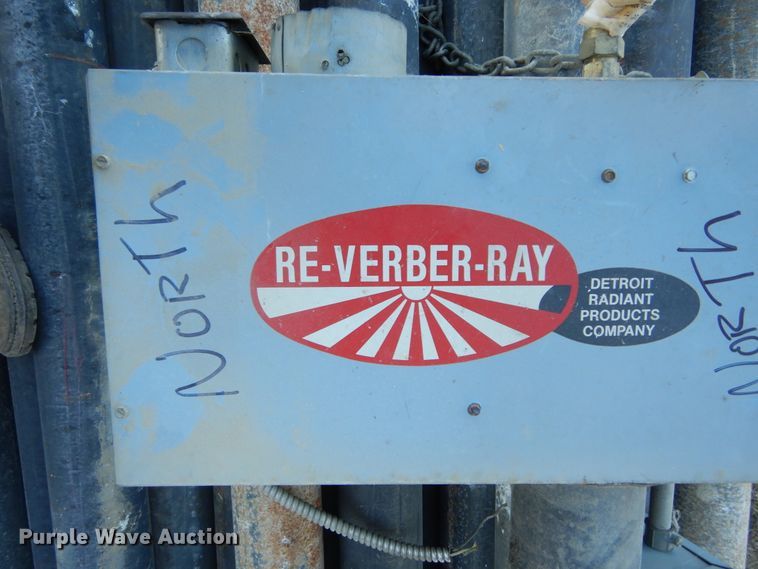 NORTh
RE-VERBER-RAY
DETROIT
RADIANT
PRODUCTS
COMPANY
NORTh
Purple Wave Auction